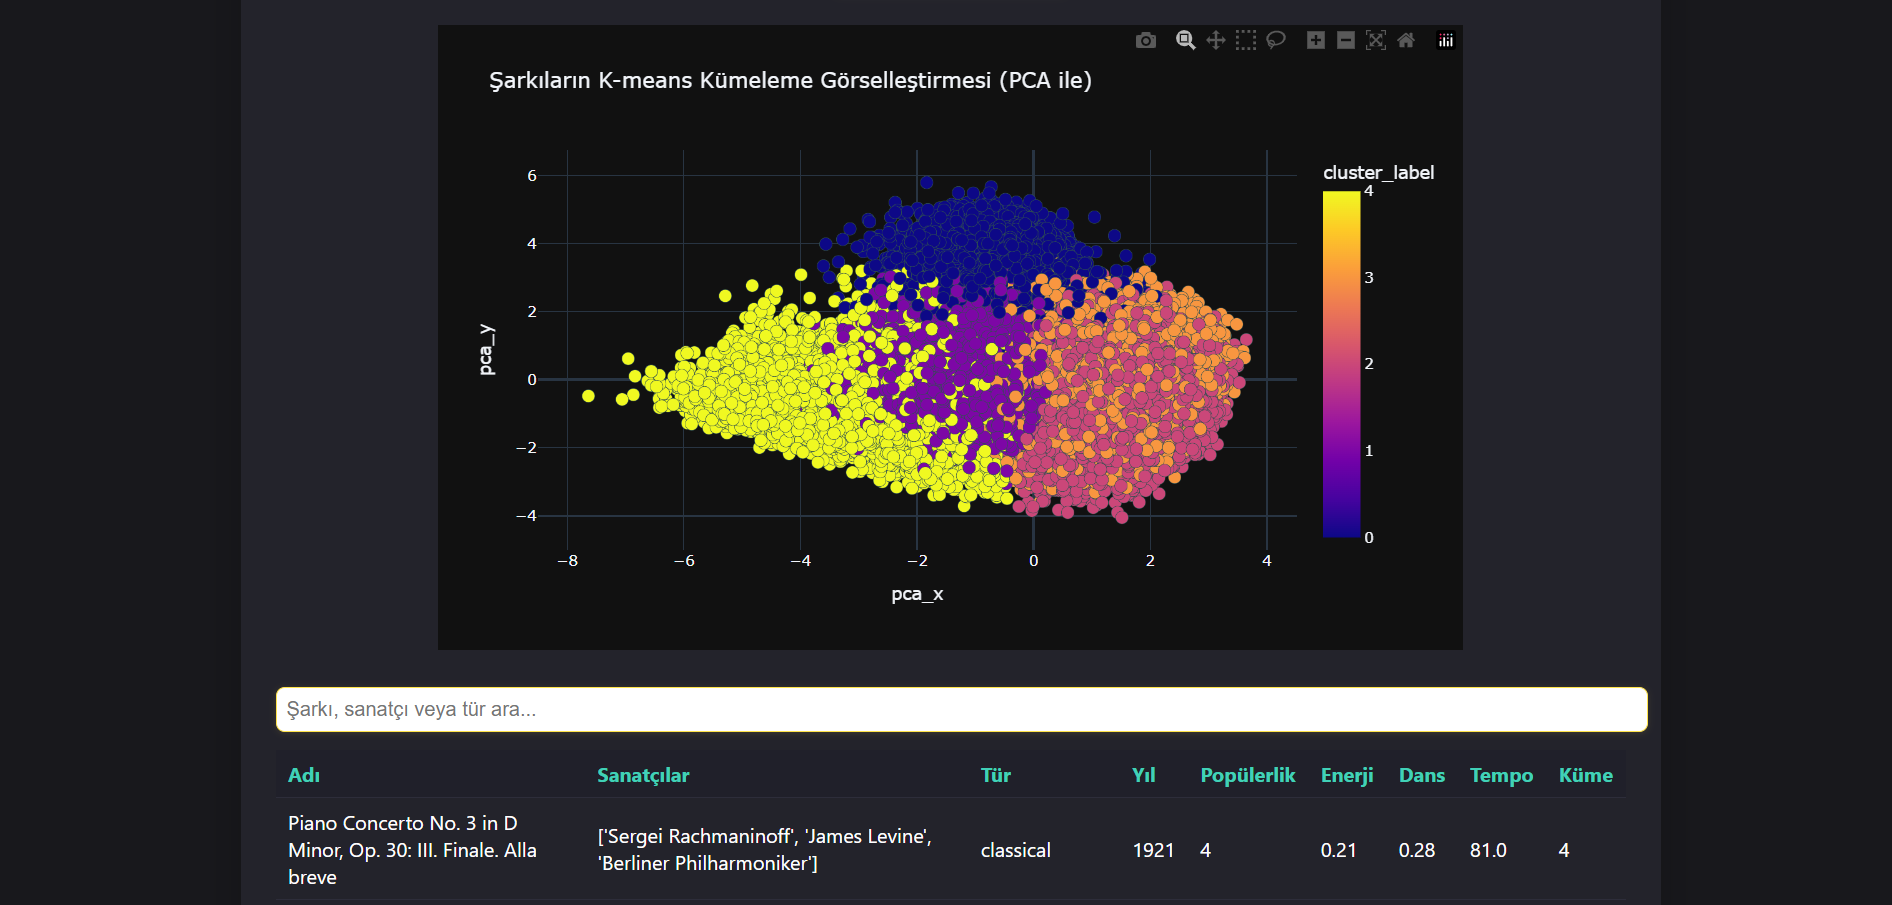 Şarkıların K-means Kümeleme Görselleştirmesi (PCA ile)
cluster_label
4
3
2
1
0
6
4
2
0
−2
−4
pca_y
−8
−6
−4
−2
0
2
4
pca_x
Şarkı, sanatçı veya tür ara...
Adı Sanatçılar Tür Yıl Popülerlik Enerji Dans Tempo Küme
Piano Concerto No. 3 in D
Minor, Op. 30: III. Finale. Alla
breve
['Sergei Rachmaninoff', 'James Levine',
'Berliner Philharmoniker']
classical
1921
4
0.21
0.28
81.0
4